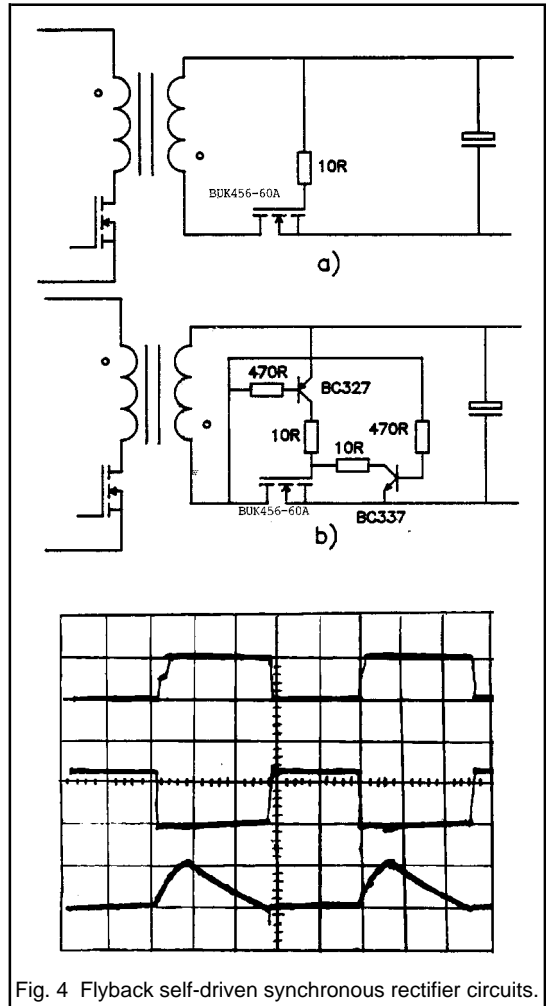 10R
BUK456-60A
a)
470R
BC327
10R
10R
470R
BUK456-60A
BC337
b)
Fig. 4 Flyback self-driven synchronous rectifier circuits.